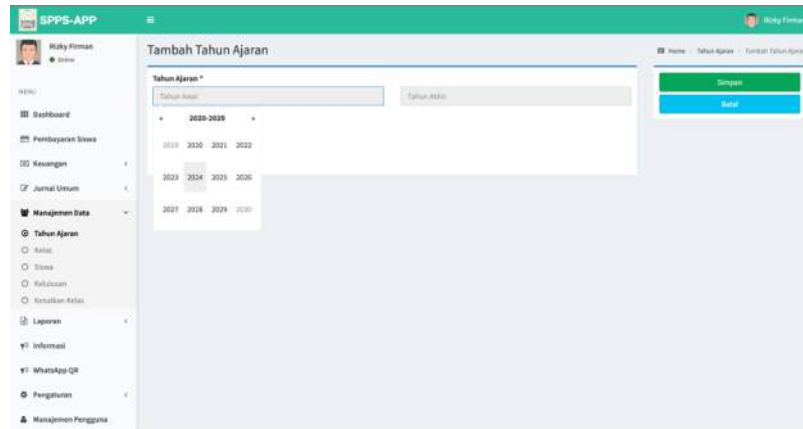 SPPS-APP
Rizky Firman
Rizky Firman
Online
Tambah Tahun Ajaran
Home
Tahun Ajaran
Tambah Tahun Ajaran
MENU
Dashboard
Pembayaran Siswa
Keuangan
Jurnal Umum
Manajemen Data
Tahun Ajaran
Kelas
Siswa
Kelulusan
Kenaikan Kelas
Laporan
Informasi
WhatsApp QR
Pengaturan
Manajemen Pengguna
Tahun Ajaran *
Tahun Awal
Tahun Akhir
« 2020-2029 »
2019 2020 2021 2022
2023 2024 2025 2026
2027 2028 2029 2030
Simpan
Batal